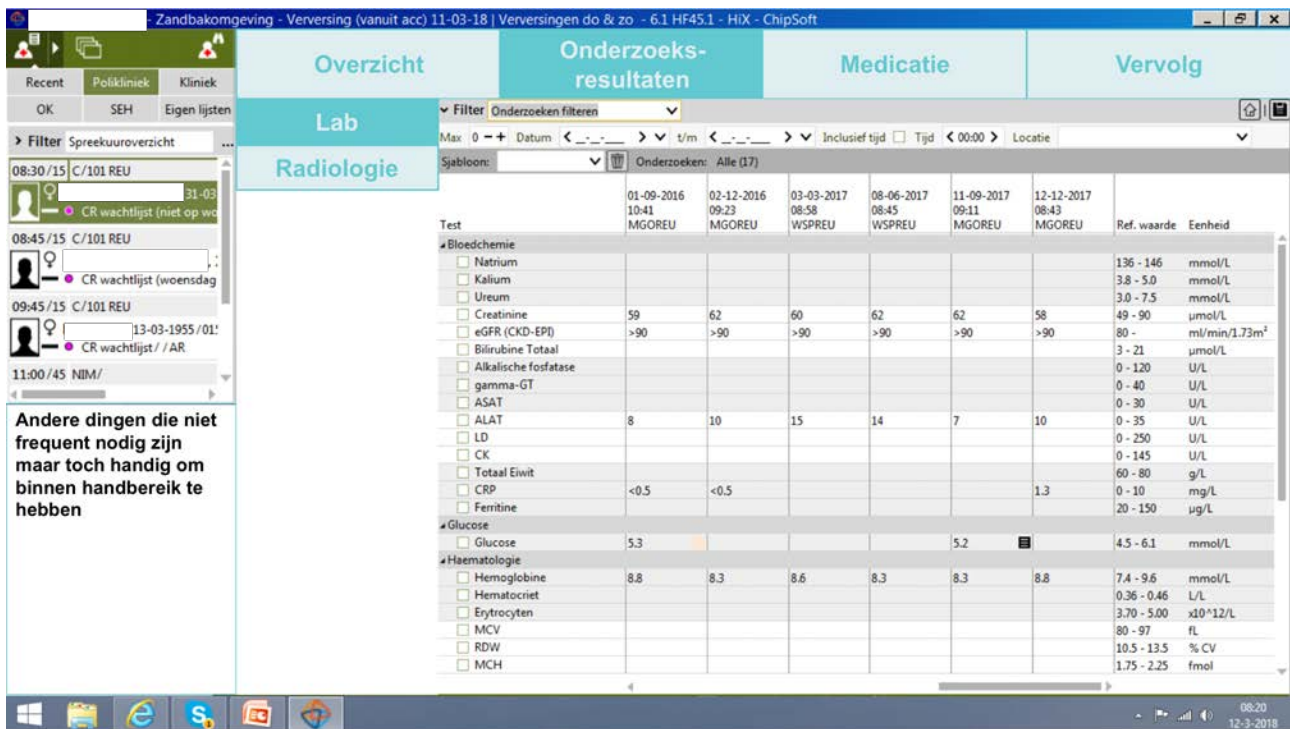 - Zandbakomgeving - Verversing (vanuit acc) 11-03-18 | Verversingen do & zo - 6.1 HF45.1 - HiX - ChipSoft
Recent Polikliniek Kliniek
OK SEH Eigen lijsten
Filter Spreekuuroverzicht ...
08:30/15 C/101 REU
31-03
CR wachtlijst (niet op wo
08:45/15 C/101 REU
CR wachtlijst (woensdag
09:45/15 C/101 REU
13-03-1955/01
CR wachtlijst//AR
11:00/45 NIM/
Andere dingen die niet
frequent nodig zijn
maar toch handig om
binnen handbereik te
hebben
Overzicht
Onderzoeks-
resultaten
Medicatie
Vervolg
Lab
Radiologie
Filter Onderzoeken filteren
Max 0 - + Datum < _-_-__ > t/m < _-_-__ > Inclusief tijd Tijd < 00:00 > Locatie
Sjabloon: Onderzoeken: Alle (17)
01-09-2016 02-12-2016 03-03-2017 08-06-2017 11-09-2017 12-12-2017
10:41 09:23 08:58 08:45 09:11 08:43
Test MGOREU MGOREU WSPREU WSPREU MGOREU MGOREU Ref. waarde Eenheid
Bloedchemie
Natrium 136 - 146 mmol/L
Kalium 3.8 - 5.0 mmol/L
Ureum 3.0 - 7.5 mmol/L
Creatinine 59 62 60 62 62 58 49 - 90 µmol/L
eGFR (CKD-EPI) >90 >90 >90 >90 >90 >90 80 - ml/min/1.73m²
Bilirubine Totaal 3 - 21 µmol/L
Alkalische fosfatase 0 - 120 U/L
gamma-GT 0 - 40 U/L
ASAT 0 - 30 U/L
ALAT 8 10 15 14 7 10 0 - 35 U/L
LD 0 - 250 U/L
CK 0 - 145 U/L
Totaal Eiwit 60 - 80 g/L
CRP <0.5 <0.5 1.3 0 - 10 mg/L
Ferritine 20 - 150 µg/L
Glucose
Glucose 5.3 5.2 4.5 - 6.1 mmol/L
Haematologie
Hemoglobine 8.8 8.3 8.6 8.3 8.3 8.8 7.4 - 9.6 mmol/L
Hematocriet 0.36 - 0.46 L/L
Erytrocyten 3.70 - 5.00 x10^12/L
MCV 80 - 97 fL
RDW 10.5 - 13.5 % CV
MCH 1.75 - 2.25 fmol
08:20
12-3-2018